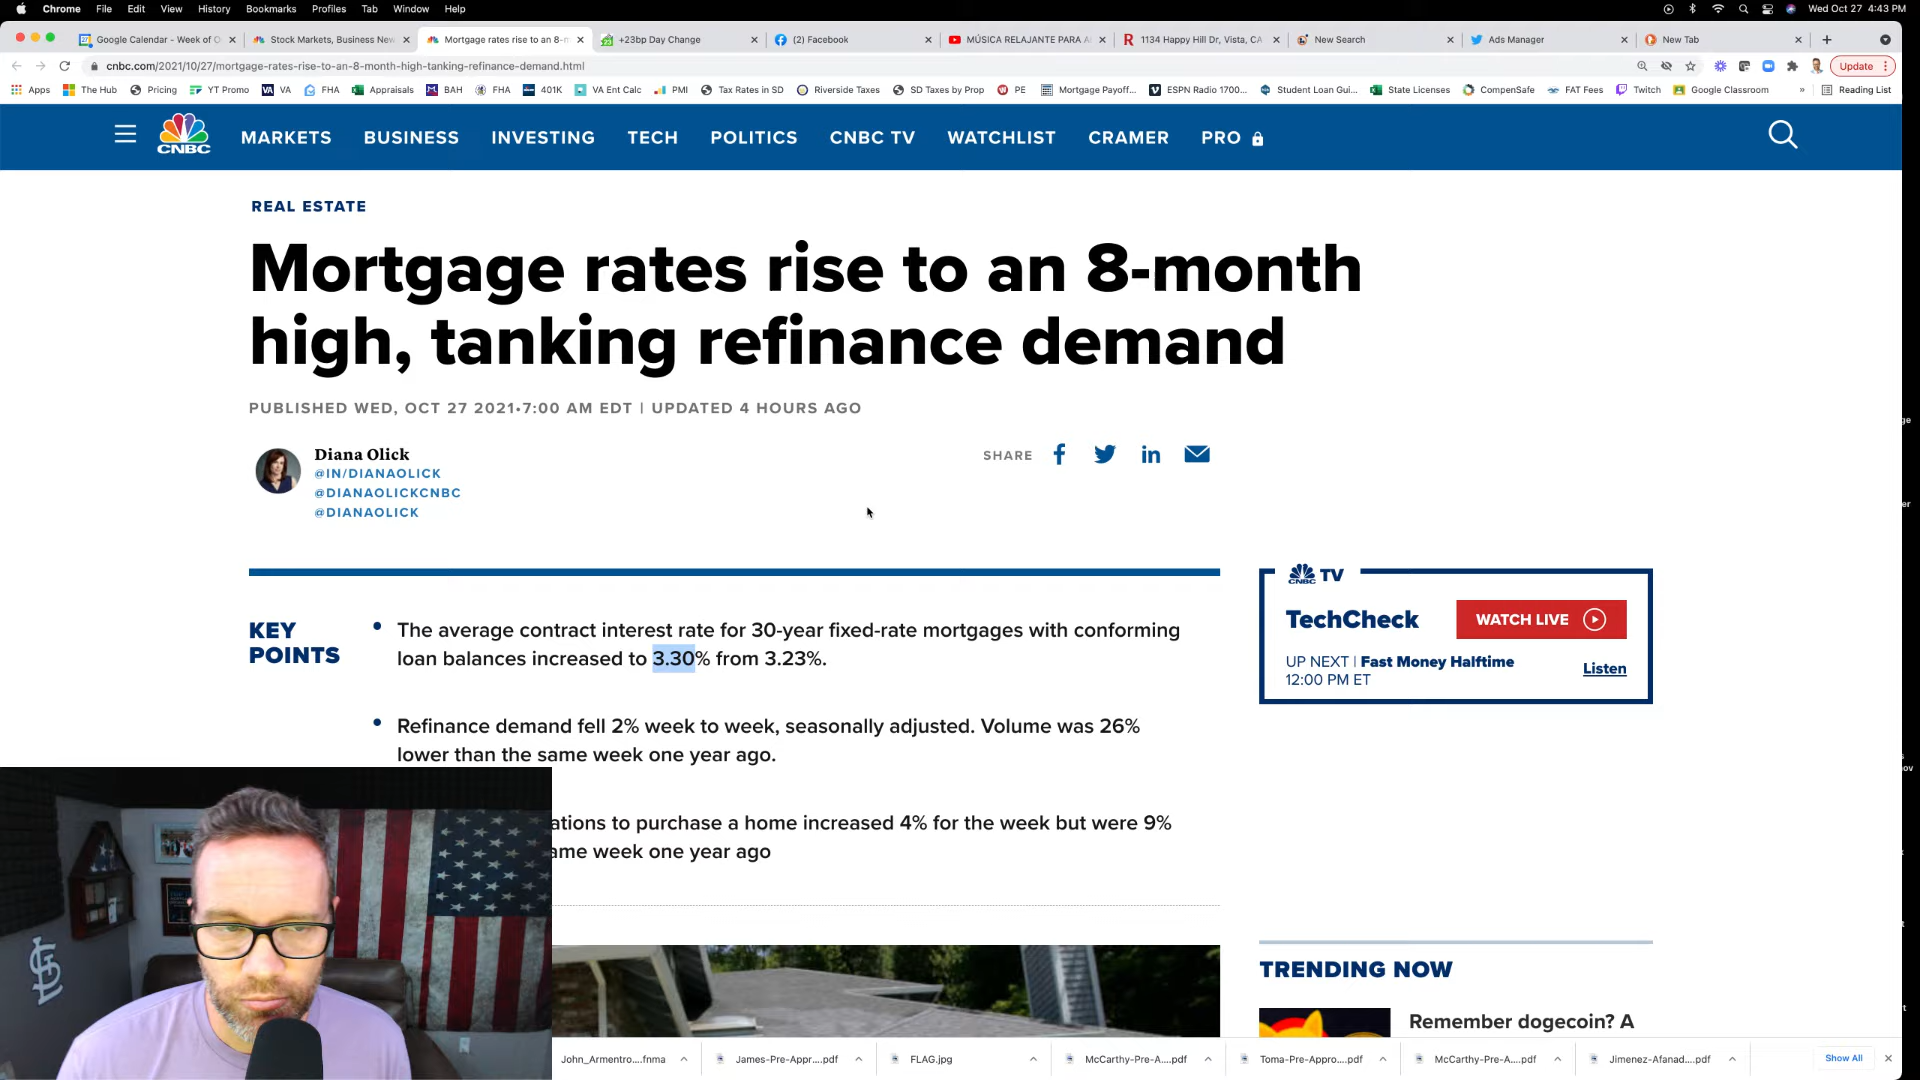 Chrome File Edit View History Bookmarks Profiles Tab Window Help Wed Oct 27 4:43 PM
Google Calendar - Week of O Stock Markets, Business New Mortgage rates rise to an 8-m +23bp Day Change (2) Facebook MÚSICA RELAJANTE PARA A 1134 Happy Hill Dr, Vista, CA New Search Ads Manager New Tab
cnbc.com/2021/10/27/mortgage-rates-rise-to-an-8-month-high-tanking-refinance-demand.html Update
Apps The Hub Pricing YT Promo VA FHA Appraisals BAH FHA 401K VA Ent Calc PMI Tax Rates in SD Riverside Taxes SD Taxes by Prop PE Mortgage Payoff... ESPN Radio 1700... Student Loan Gui... State Licenses CompenSafe FAT Fees Twitch Google Classroom » Reading List
CNBC MARKETS BUSINESS INVESTING TECH POLITICS CNBC TV WATCHLIST CRAMER PRO
REAL ESTATE
Mortgage rates rise to an 8-month
high, tanking refinance demand
PUBLISHED WED, OCT 27 2021•7:00 AM EDT | UPDATED 4 HOURS AGO
Diana Olick
@IN/DIANAOLICK
@DIANAOLICKCNBC
@DIANAOLICK
SHARE
KEY
POINTS
• The average contract interest rate for 30-year fixed-rate mortgages with conforming
loan balances increased to 3.30% from 3.23%.
• Refinance demand fell 2% week to week, seasonally adjusted. Volume was 26%
lower than the same week one year ago.
ations to purchase a home increased 4% for the week but were 9%
ame week one year ago
CNBC TV
TechCheck
WATCH LIVE
UP NEXT | Fast Money Halftime
12:00 PM ET
Listen
TRENDING NOW
Remember dogecoin? A
John_Armentro....fnma James-Pre-Appr....pdf FLAG.jpg McCarthy-Pre-A....pdf Toma-Pre-Appro....pdf McCarthy-Pre-A....pdf Jimenez-Afanad....pdf Show All